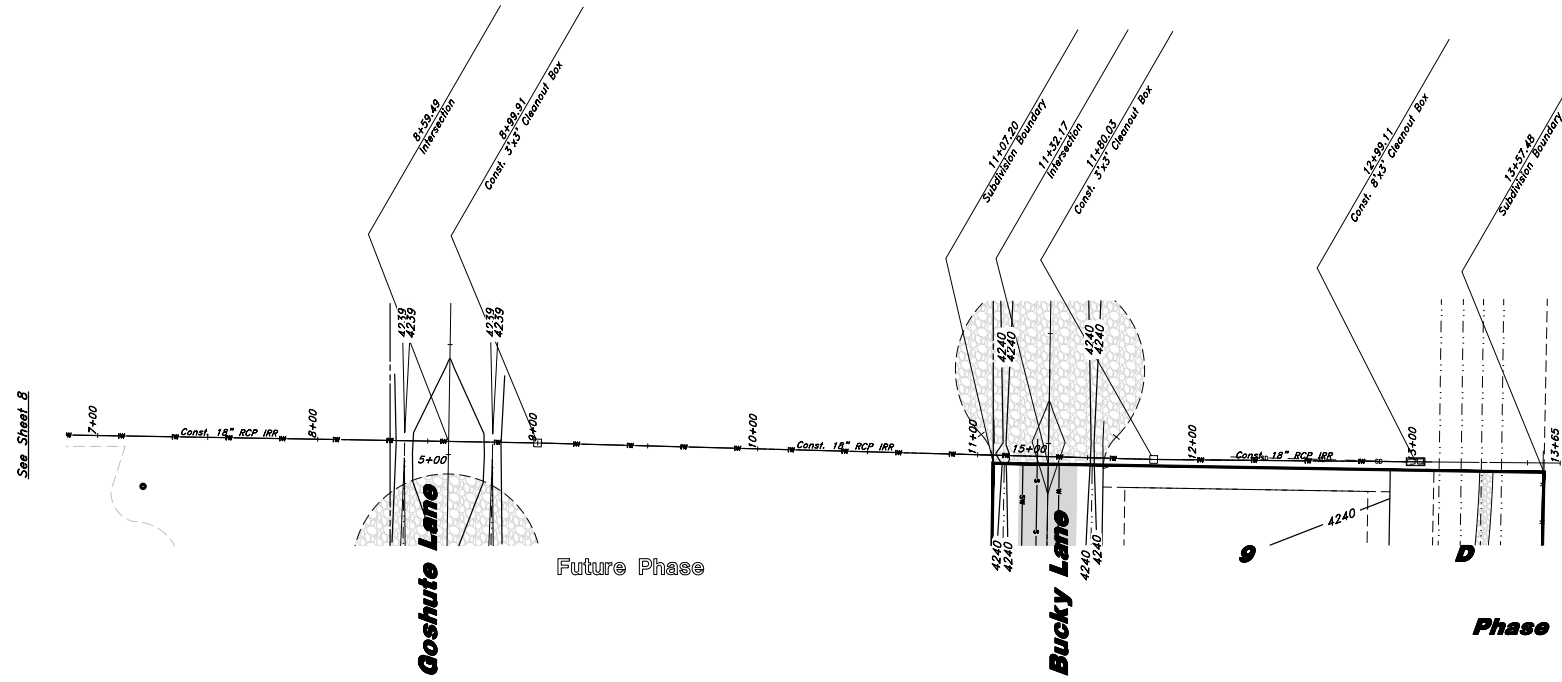 8+59.49
Intersection
8+99.91
Const. 3'x3' Cleanout Box
11+07.20
Subdivision Boundary
11+32.17
Intersection
11+80.03
Const. 3'x3' Cleanout Box
12+99.11
Const. 8'x3' Cleanout Box
13+57.48
Subdivision Boundary
4239
4239
4239
4239
4240
4240
4240
4240
See Sheet 8
7+00
Const. 18" RCP IRR
8+00
9+00
10+00
Const. 18" RCP IRR
11+00
15+00
12+00
Const. 18" RCP IRR
SD
13+00
13+65
5+00
SW
S
W
S
4240
4240
4240
4240
4240
Goshute Lane
Future Phase
Bucky Lane
9
D
Phase